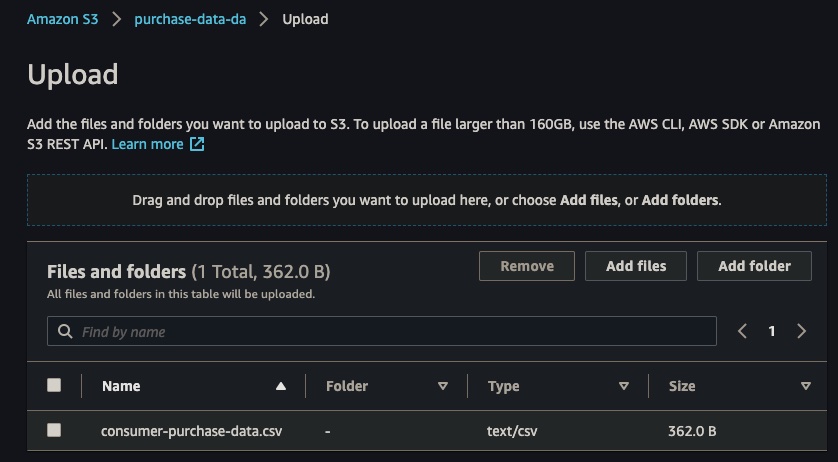 Amazon S3 > purchase-data-da > Upload
Upload
Add the files and folders you want to upload to S3. To upload a file larger than 160GB, use the AWS CLI, AWS SDK or Amazon
S3 REST API. Learn more
Drag and drop files and folders you want to upload here, or choose Add files, or Add folders.
Files and folders (1 Total, 362.0 B)
Remove Add files Add folder
All files and folders in this table will be uploaded.
Find by name
1
Name Folder Type Size
consumer-purchase-data.csv - text/csv 362.0 B